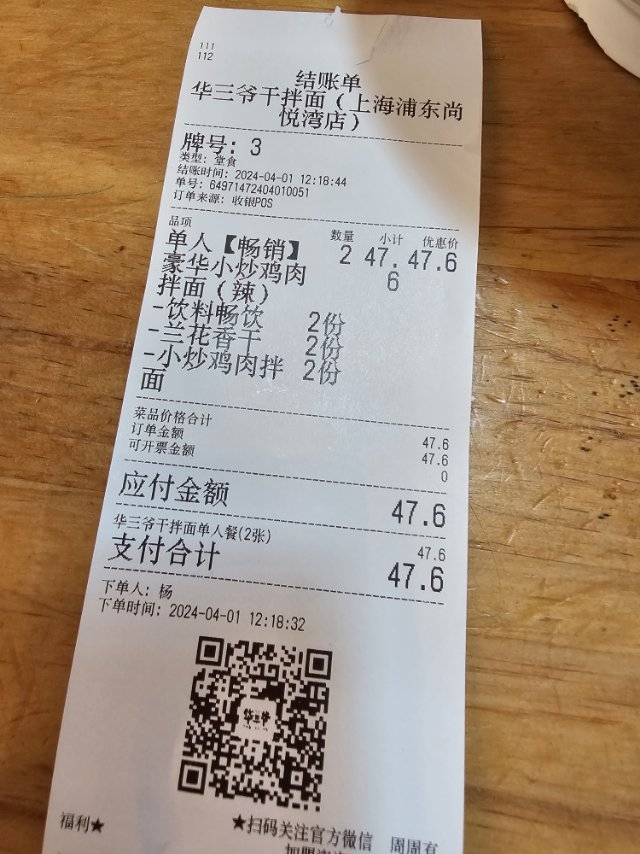 111
112
结账单
华三爷干拌面（上海浦东尚
悦湾店）
牌号: 3
类型: 堂食
结账时间: 2024-04-01 12:18:44
单号: 64971472404010051
订单来源: 收银POS
品项 数量 小计 优惠价
单人【畅销】 2 47. 47.6
豪华小炒鸡肉 6
拌面（辣）
-饮料畅饮 2份
-兰花香干 2份
-小炒鸡肉拌 2份
面
菜品价格合计 47.6
订单金额 47.6
可开票金额 0
应付金额 47.6
华三爷干拌面单人餐(2张) 47.6
支付合计 47.6
下单人: 杨
下单时间: 2024-04-01 12:18:32
华三爷
福利★ ★扫码关注官方微信 周周有